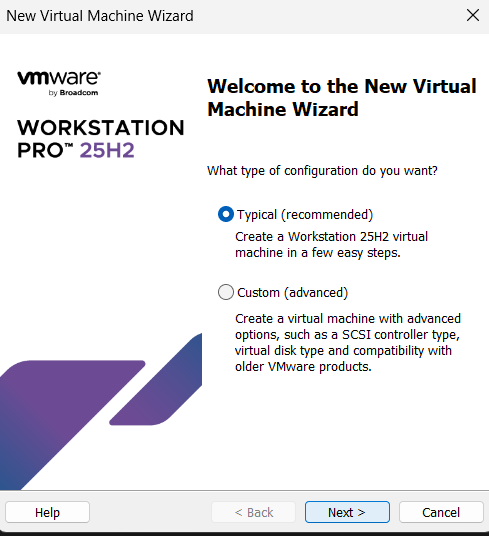 New Virtual Machine Wizard
vmware®
by Broadcom
WORKSTATION
PRO™ 25H2
Welcome to the New Virtual
Machine Wizard
What type of configuration do you want?
Typical (recommended)
Create a Workstation 25H2 virtual
machine in a few easy steps.
Custom (advanced)
Create a virtual machine with advanced
options, such as a SCSI controller type,
virtual disk type and compatibility with
older VMware products.
Help
< Back
Next >
Cancel